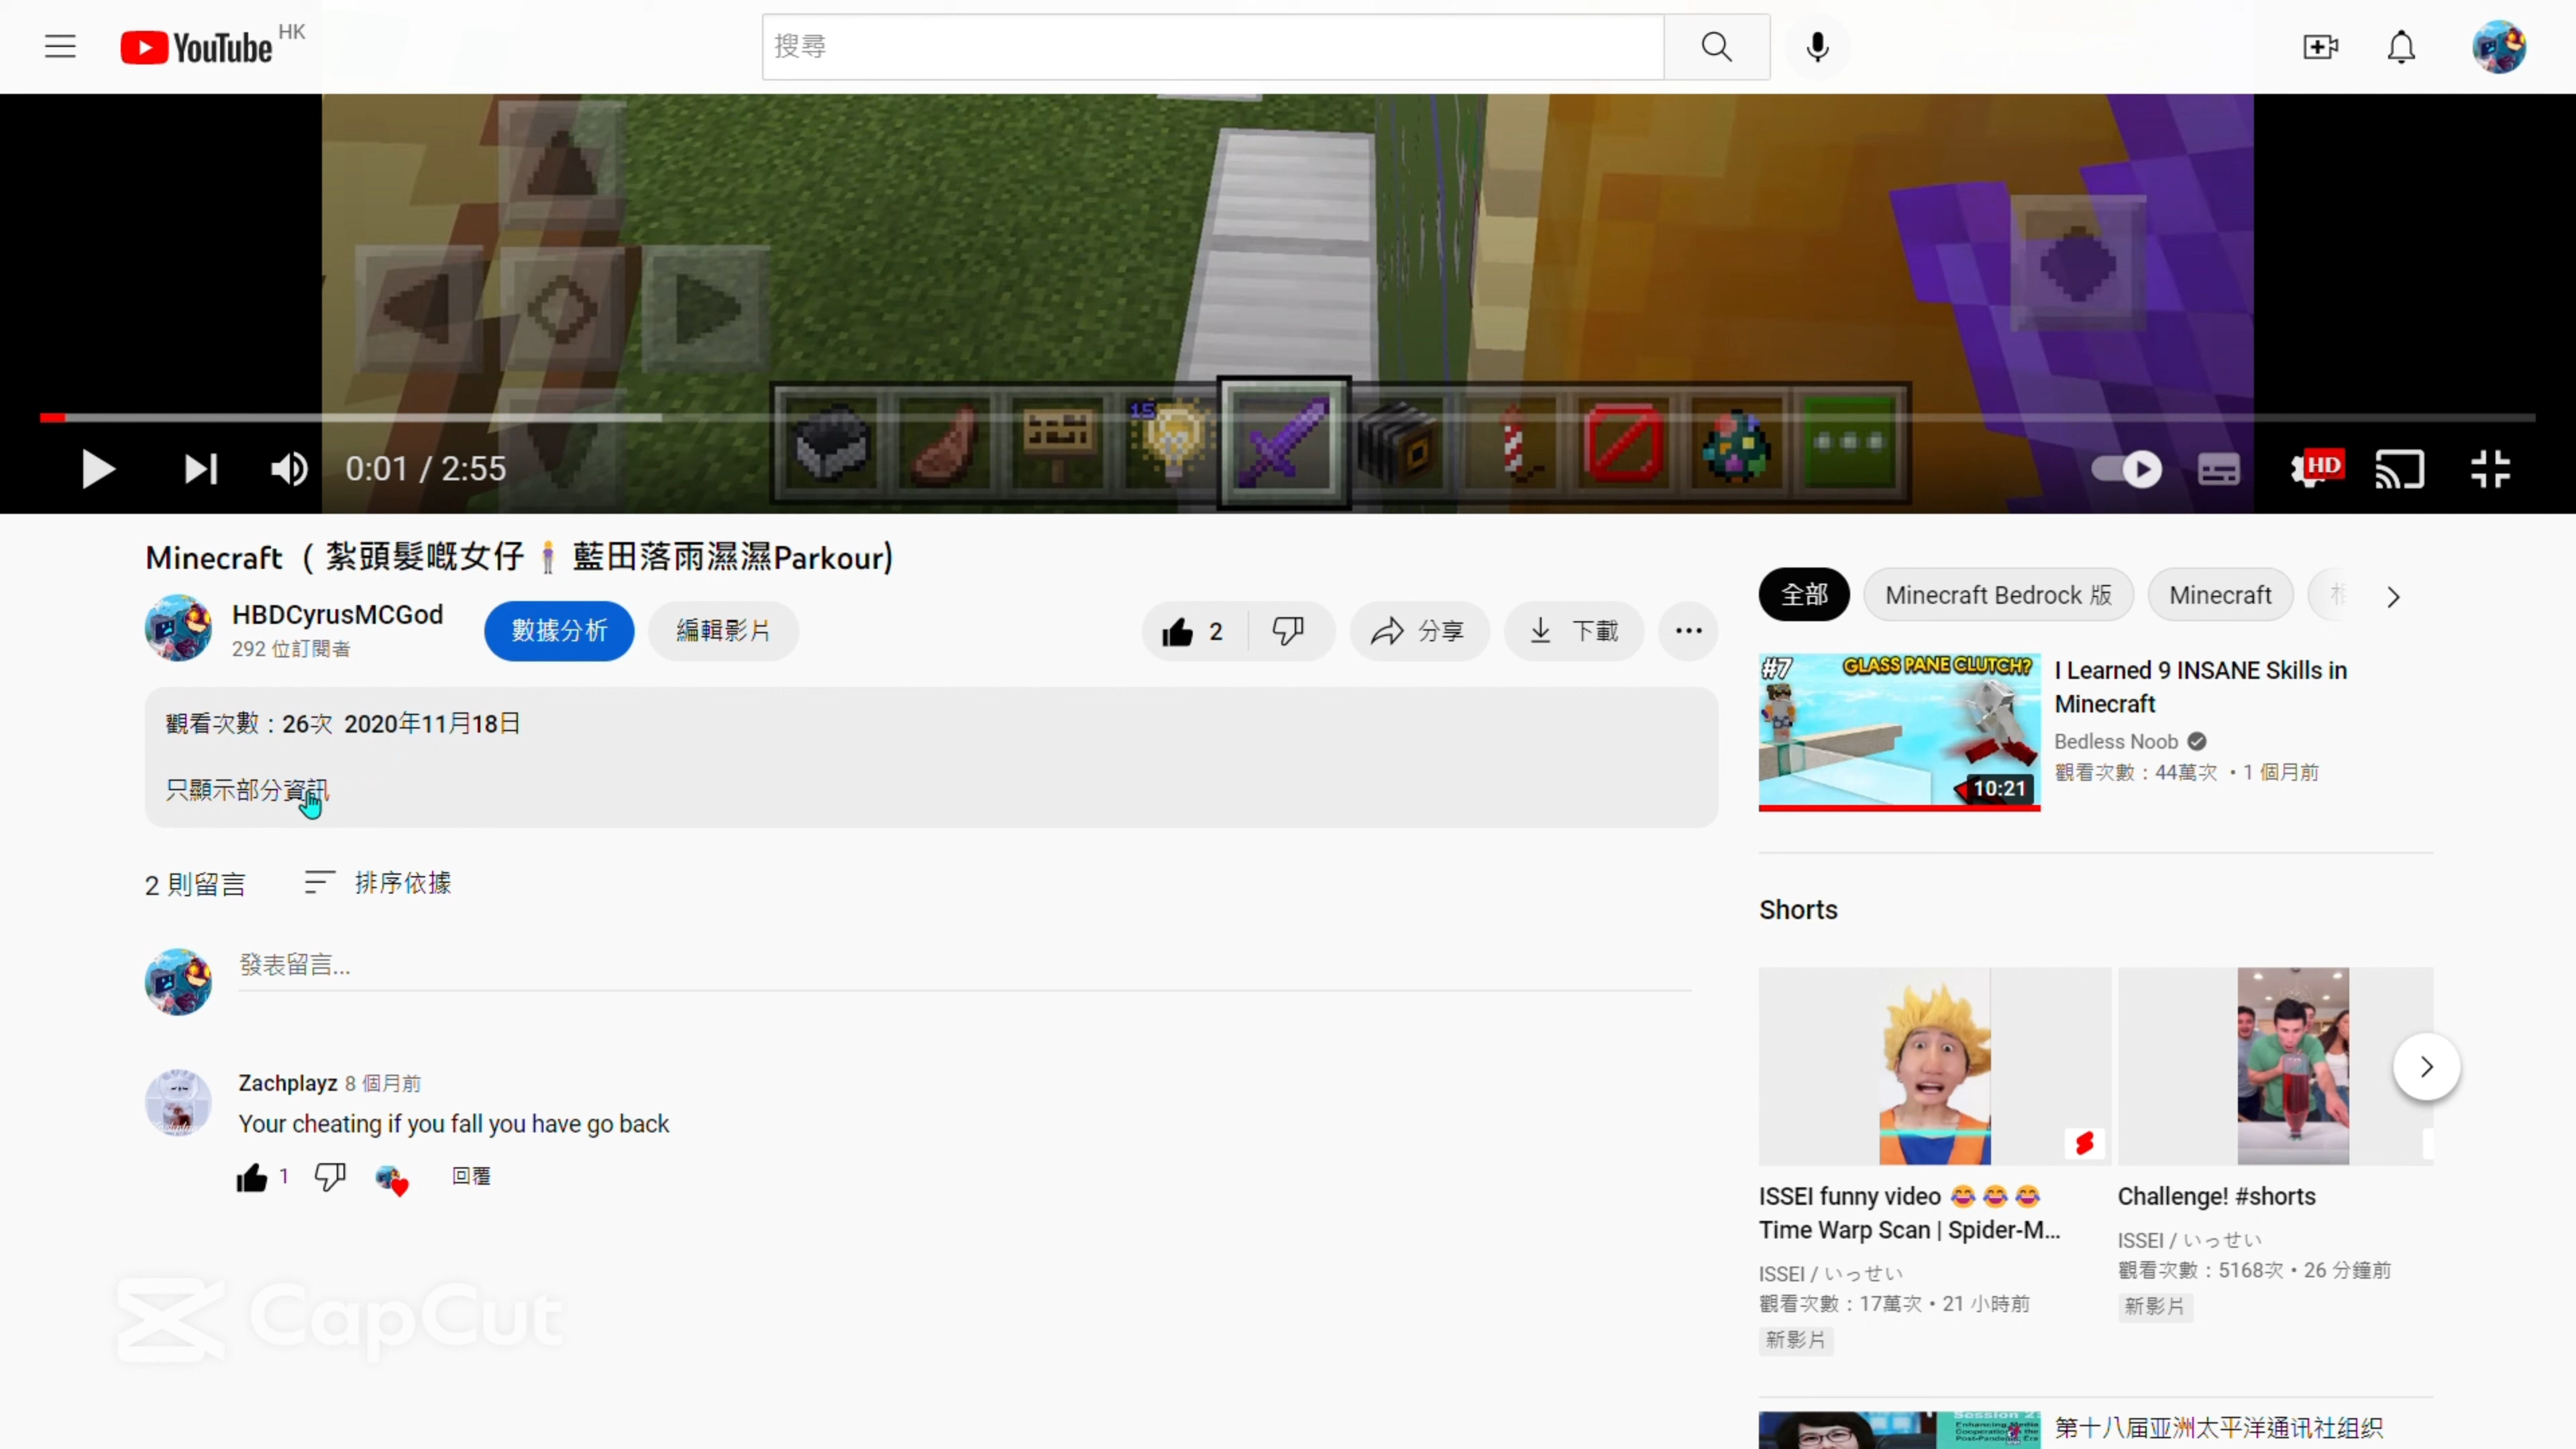 YouTube HK
搜尋
15
0:01 / 2:55
HD
Minecraft（紮頭髮嘅女仔🧍藍田落雨濕濕Parkour)
HBDCyrusMCGod
292 位訂閱者
數據分析
編輯影片
2
分享
下載
觀看次數：26次 2020年11月18日
只顯示部分資訊
2 則留言
排序依據
發表留言...
Zachplayz 8 個月前
Your cheating if you fall you have go back
1
回覆
CapCut
全部
Minecraft Bedrock 版
Minecraft
#7
GLASS PANE CLUTCH?
10:21
I Learned 9 INSANE Skills in
Minecraft
Bedless Noob
觀看次數：44萬次 • 1 個月前
Shorts
ISSEI funny video 😂😂😂
Time Warp Scan | Spider-M...
ISSEI / いっせい
觀看次數：17萬次 • 21 小時前
新影片
Challenge! #shorts
ISSEI / いっせい
觀看次數：5168次 • 26 分鐘前
新影片
Enhancing Media
Cooperation in the
Post-Pandemic Era
第十八届亚洲太平洋通讯社组织